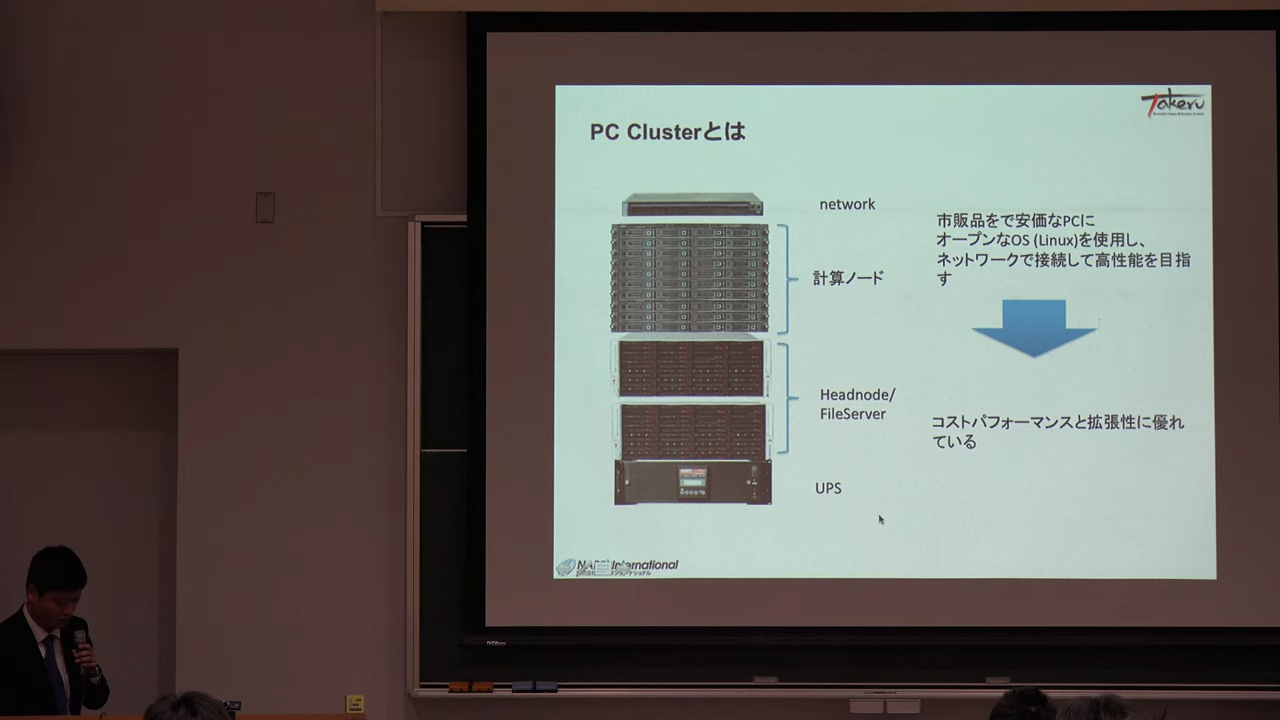 Takeru
PC Clusterとは
network
計算ノード
Headnode/
FileServer
UPS
市販品をで安価なPCに
オープンなOS (Linux)を使用し、
ネットワークで接続して高性能を目指
す
コストパフォーマンスと拡張性に優れ
ている
International